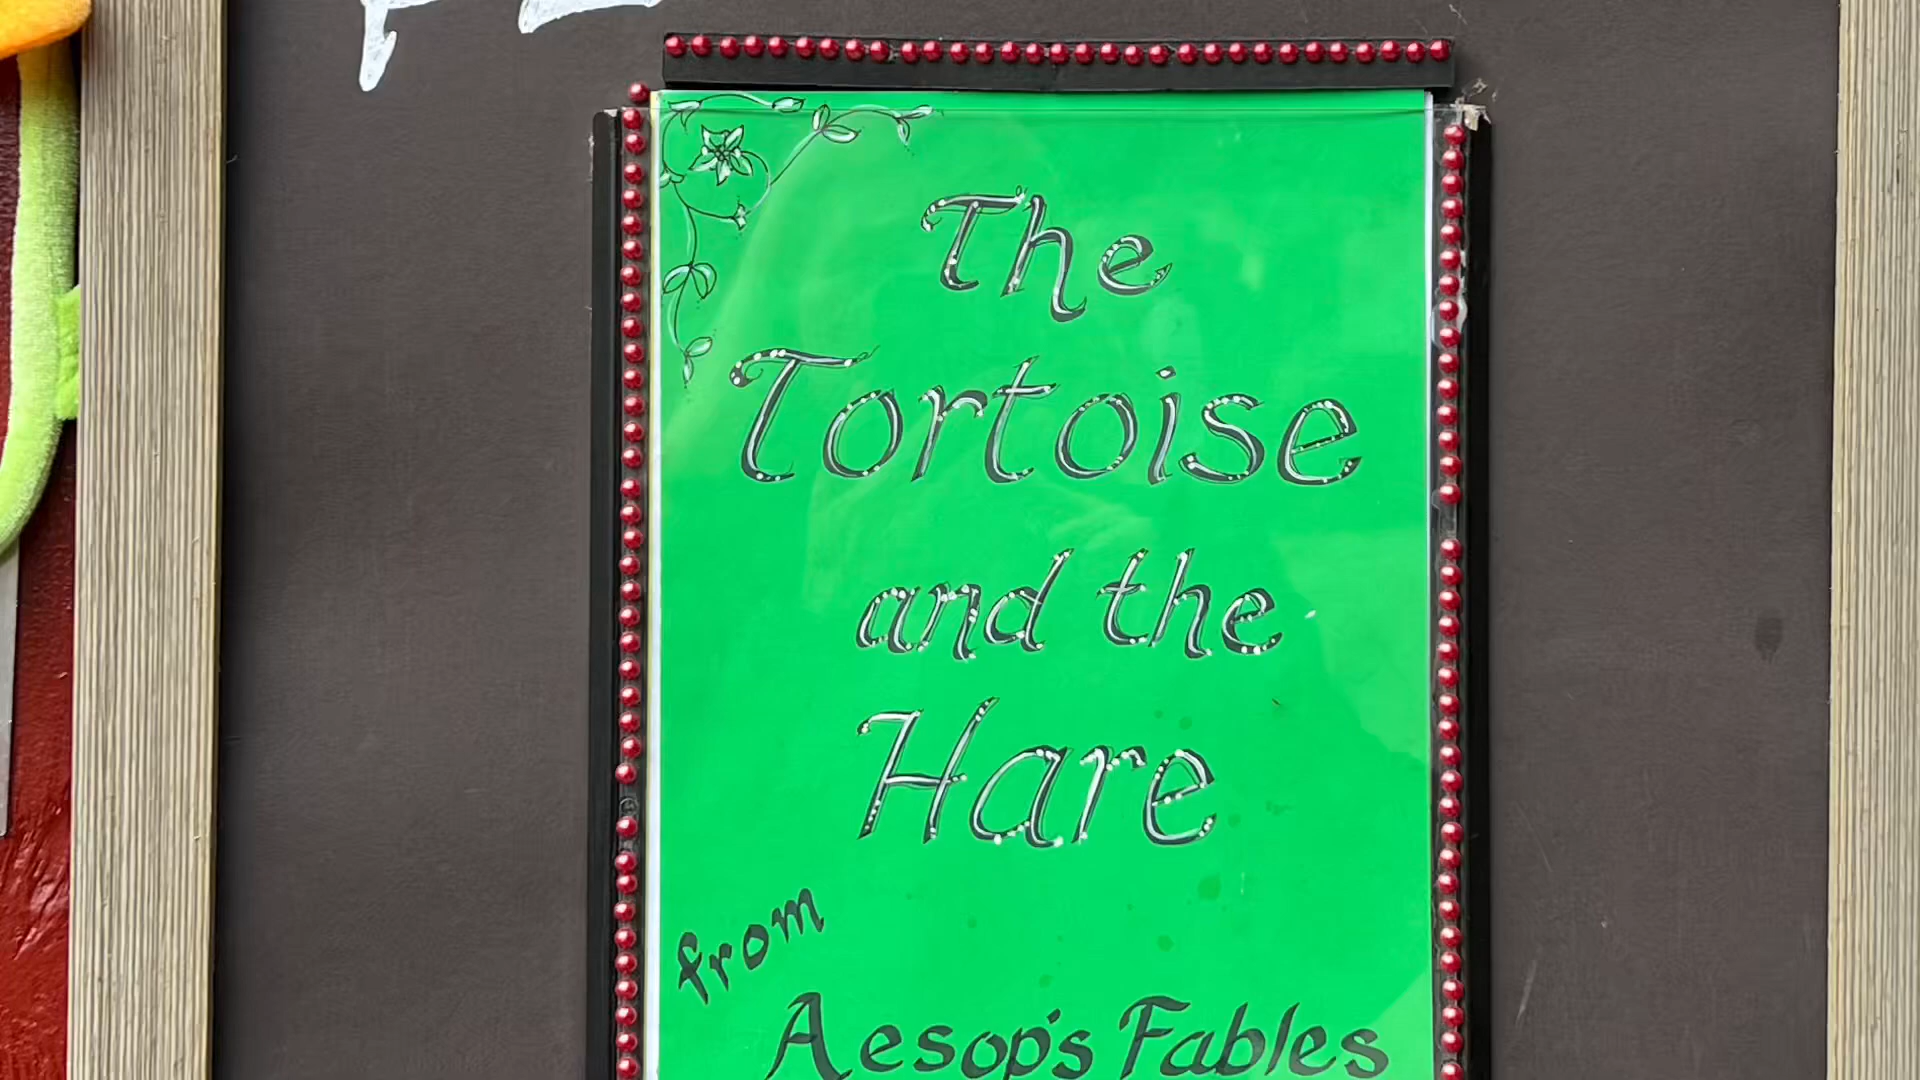 The
Tortoise
and the
Hare
from
Aesop's Fables